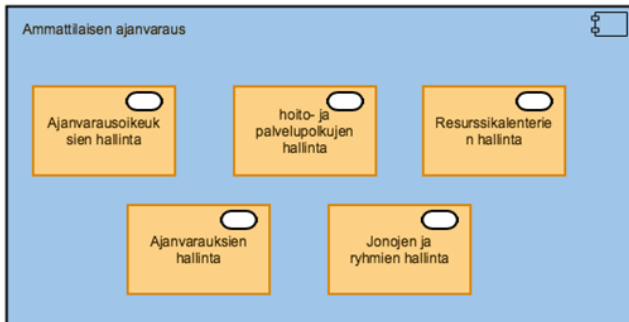 Ammattilaisen ajanvaraus
Ajanvarausoikeuk
sien hallinta
hoito- ja
palvelupolkujen
hallinta
Resurssikalenterie
n hallinta
Ajanvarauksien
hallinta
Jonojen ja
ryhmien hallinta